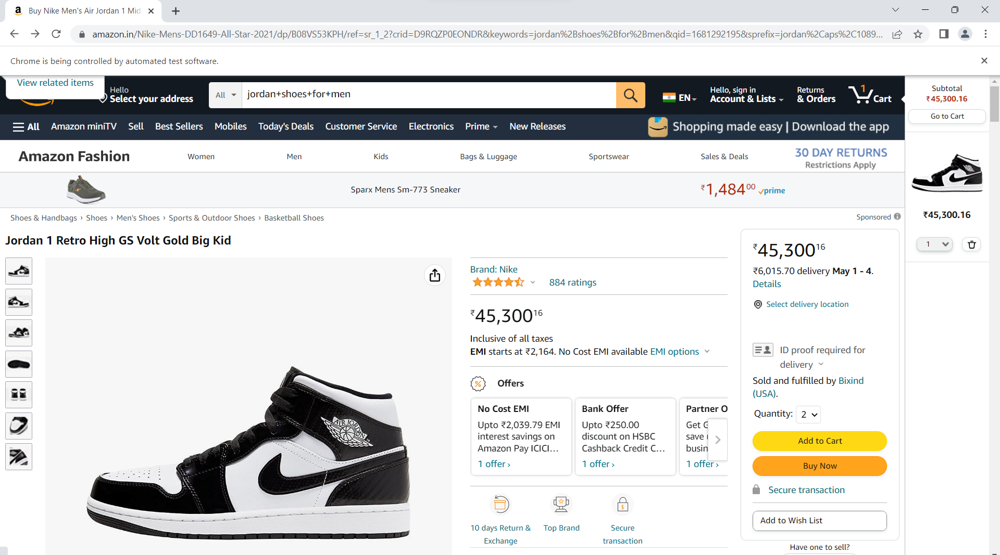 Buy Nike Men's Air Jordan 1 Mid
amazon.in/Nike-Mens-DD1649-All-Star-2021/dp/B08VS53KPH/ref=sr_1_2?crid=D9RQZP0EONDR&keywords=jordan%2Bshoes%2Bfor%2Bmen&qid=1681292195&sprefix=jordan%2Caps%2C1089...
Chrome is being controlled by automated test software.
View related items
Hello
Select your address
All
jordan+shoes+for+men
EN
Hello, sign in
Account & Lists
Returns
& Orders
1
Cart
Subtotal
₹45,300.16
Go to Cart
All
Amazon miniTV
Sell
Best Sellers
Mobiles
Today's Deals
Customer Service
Electronics
Prime
New Releases
Shopping made easy | Download the app
Amazon Fashion
Women
Men
Kids
Bags & Luggage
Sportswear
Sales & Deals
30 DAY RETURNS
Restrictions Apply
Sparx Mens Sm-773 Sneaker
₹1,48400 prime
Shoes & Handbags › Shoes › Men's Shoes › Sports & Outdoor Shoes › Basketball Shoes
Sponsored
₹45,300.16
1
Jordan 1 Retro High GS Volt Gold Big Kid
Brand: Nike
884 ratings
₹45,30016
Inclusive of all taxes
EMI starts at ₹2,164. No Cost EMI available EMI options
Offers
No Cost EMI
Upto ₹2,039.79 EMI
interest savings on
Amazon Pay ICICI...
1 offer ›
Bank Offer
Upto ₹250.00
discount on HSBC
Cashback Credit C...
1 offer ›
Partner O
Get G
save
busin
1 offer ›
AIR JORDAN
TM
10 days Return &
Exchange
Top Brand
Secure
transaction
₹45,30016
₹6,015.70 delivery May 1 - 4.
Details
Select delivery location
ID proof required for
delivery
Sold and fulfilled by Bixind
(USA).
Quantity: 2
Add to Cart
Buy Now
Secure transaction
Add to Wish List
Have one to sell?